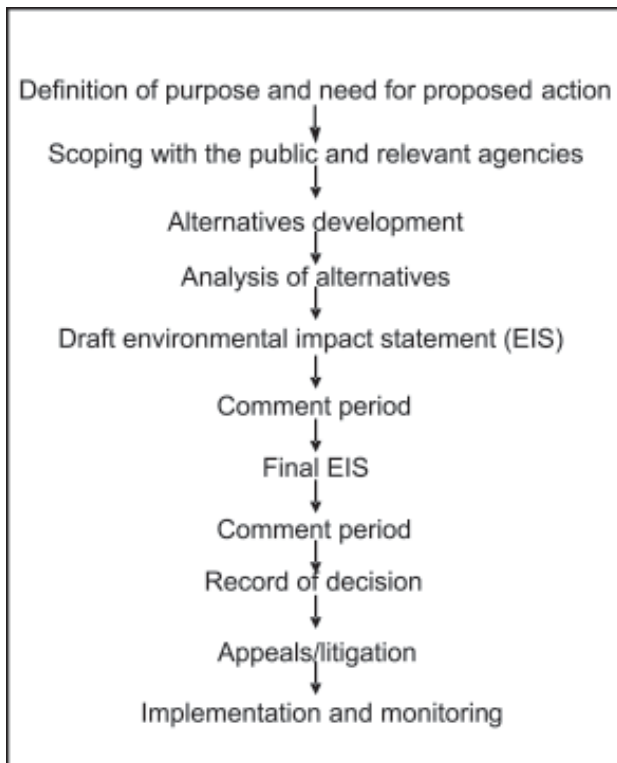 Definition of purpose and need for proposed action
Scoping with the public and relevant agencies
Alternatives development
Analysis of alternatives
Draft environmental impact statement (EIS)
Comment period
Final EIS
Comment period
Record of decision
Appeals/litigation
Implementation and monitoring